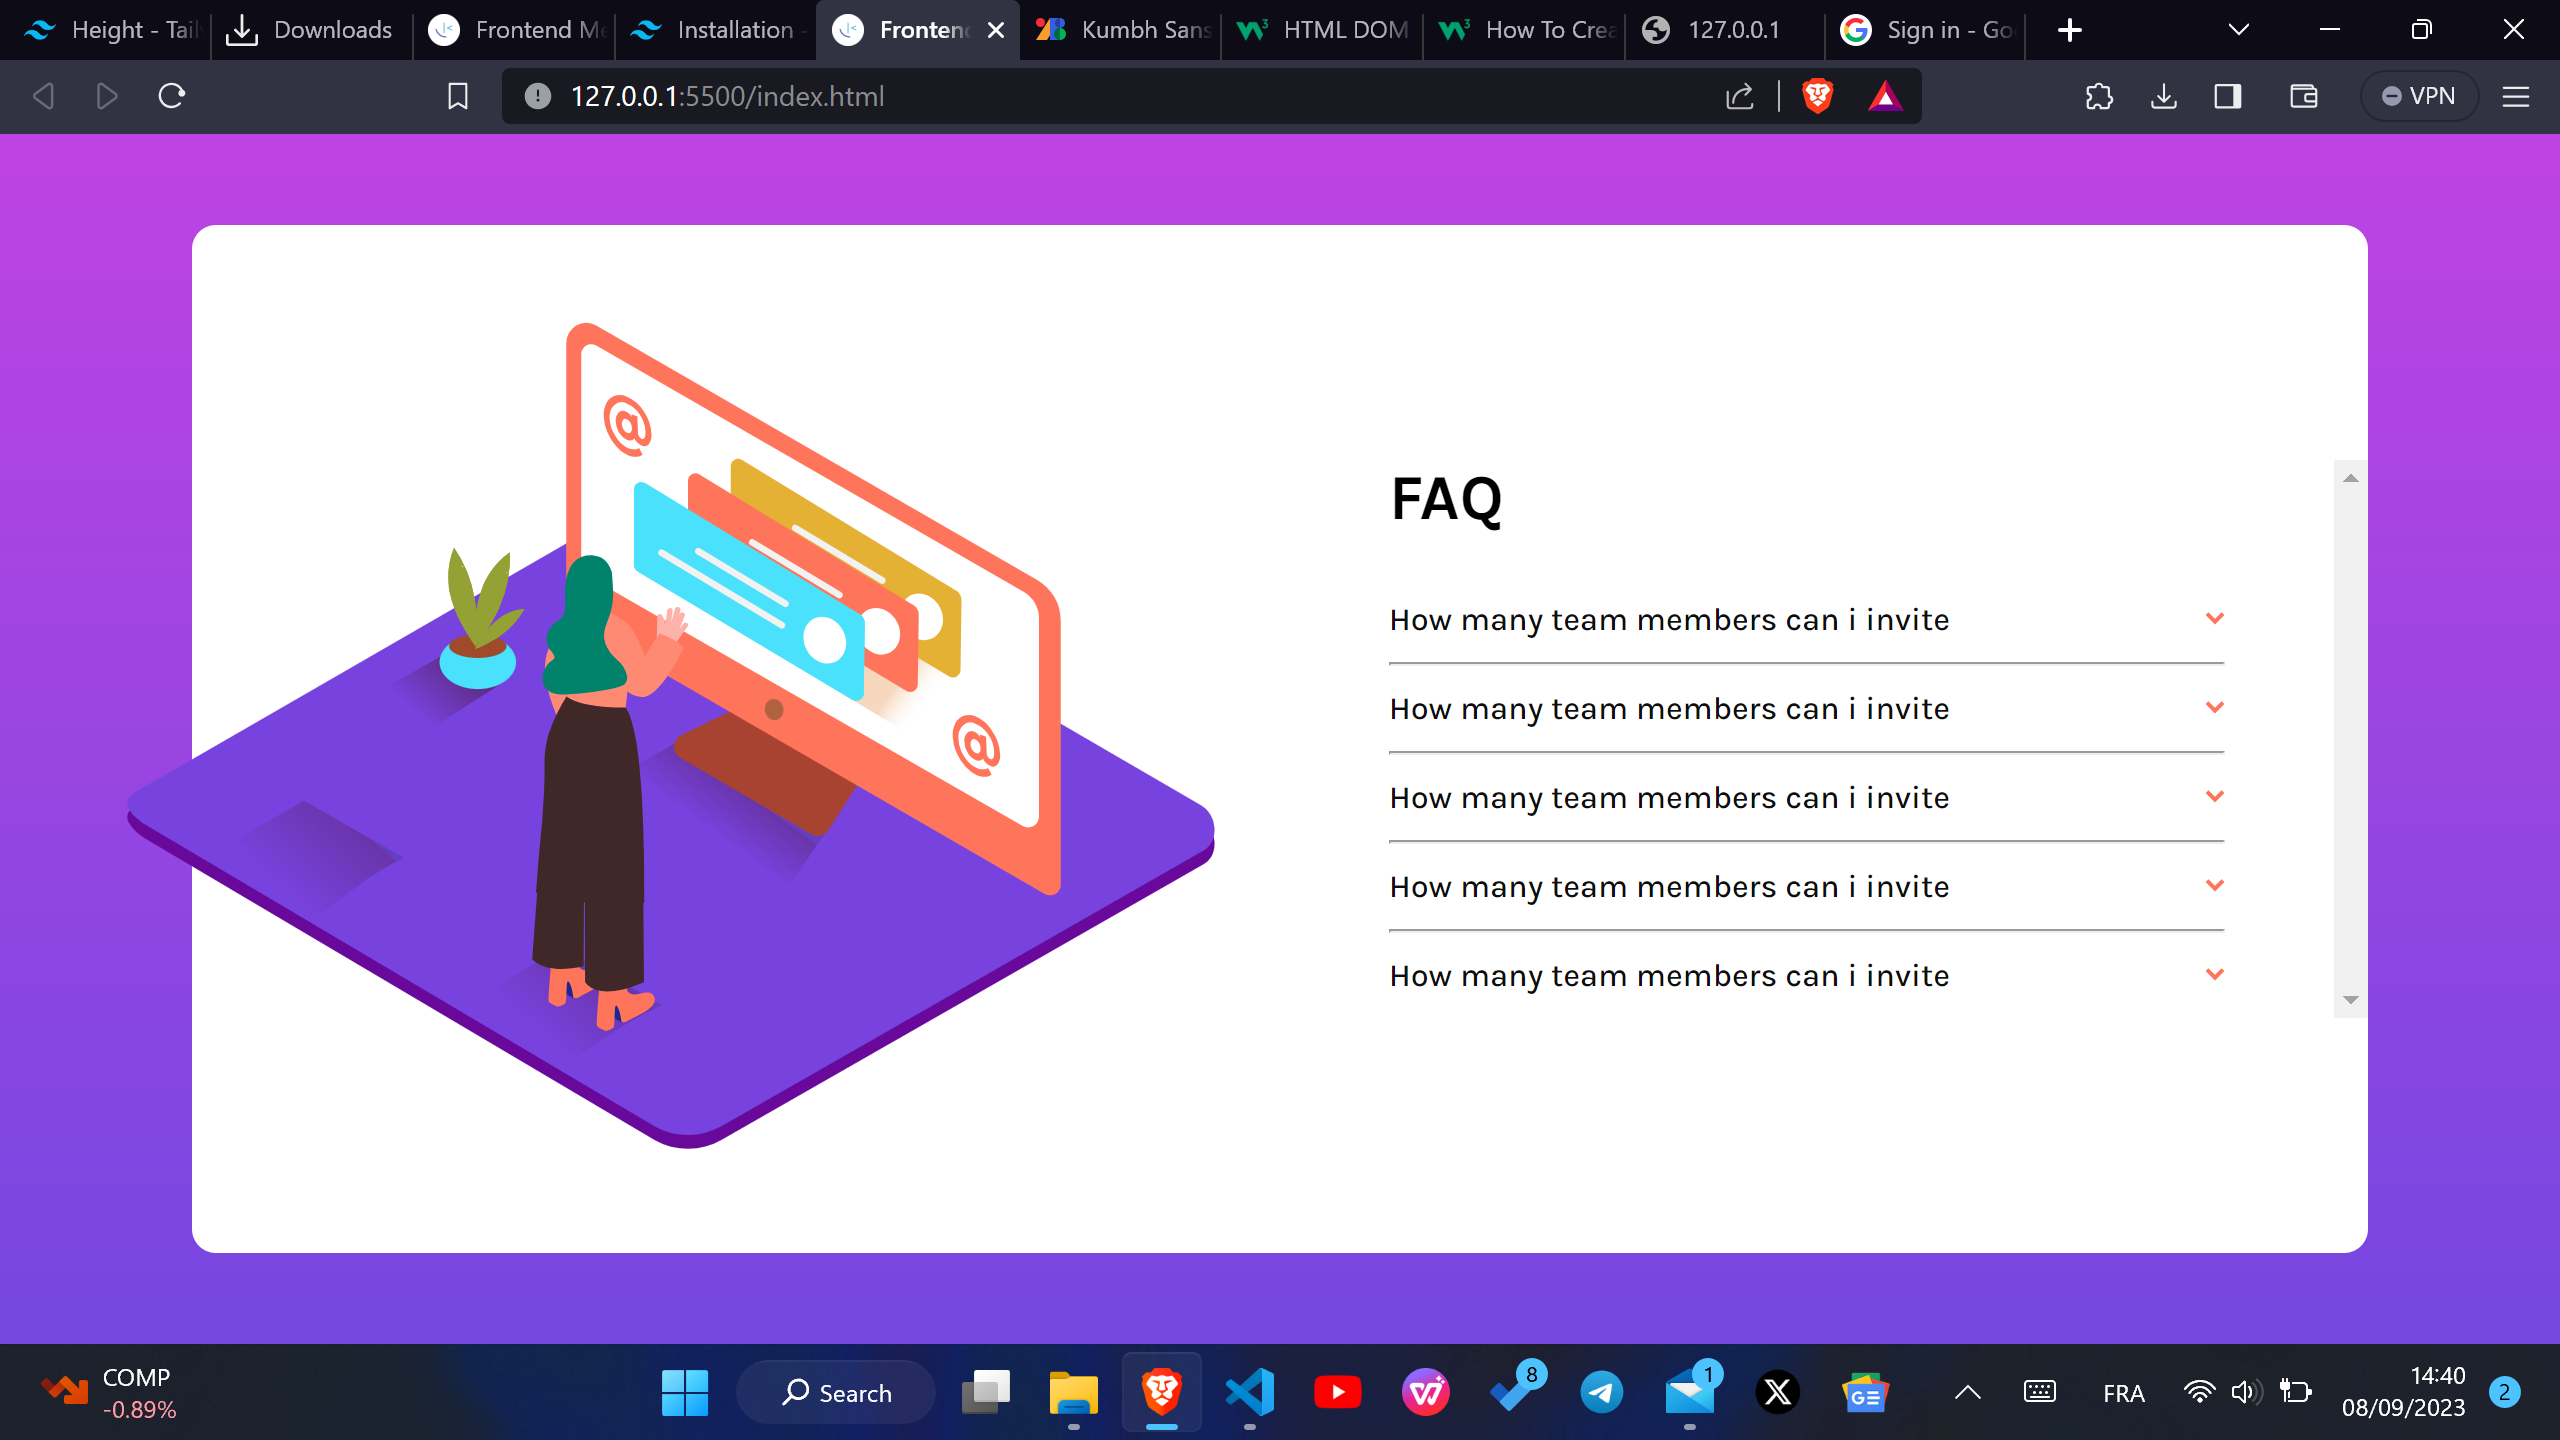 Height - Tail
Downloads
Frontend Me
Installation -
Frontend
Kumbh Sans
HTML DOM
How To Crea
127.0.0.1
Sign in - Goo
127.0.0.1:5500/index.html
VPN
@
@
FAQ
How many team members can i invite
How many team members can i invite
How many team members can i invite
How many team members can i invite
How many team members can i invite
COMP
-0.89%
Search
8
1
GE
FRA
14:40
08/09/2023
2